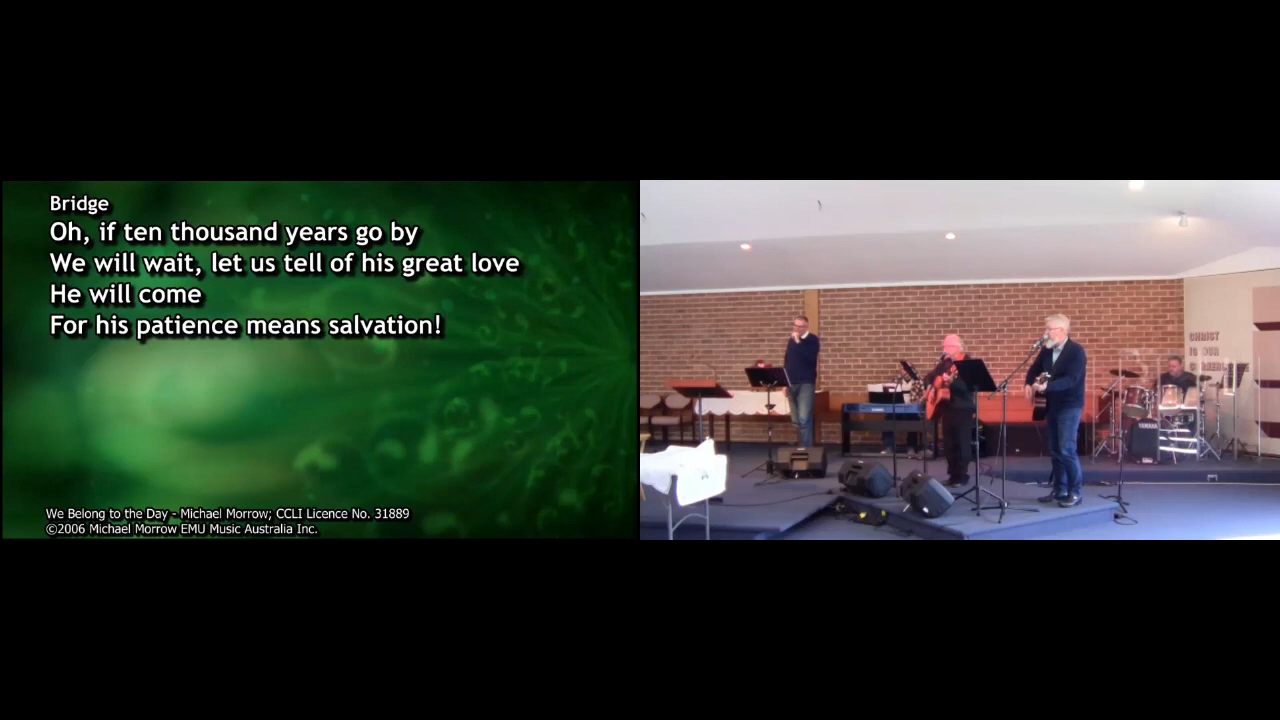 Bridge
Oh, if ten thousand years go by
We will wait, let us tell of his great love
He will come
For his patience means salvation!
We Belong to the Day - Michael Morrow; CCLI Licence No. 31889
©2006 Michael Morrow EMU Music Australia Inc.
CHRIST
IS OUR
YAMAHA